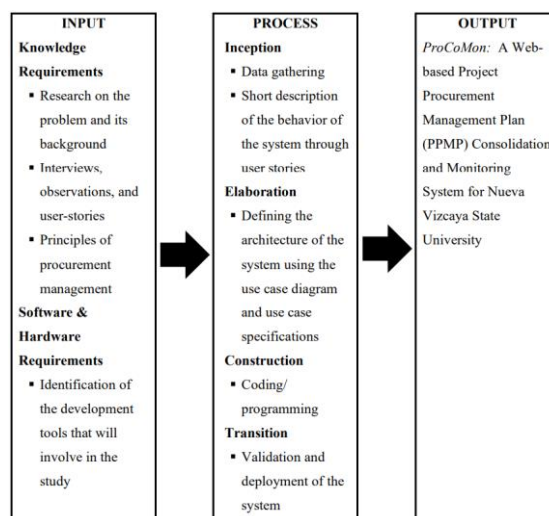 INPUT
Knowledge
Requirements
▪ Research on the
problem and its
background
▪ Interviews,
observations, and
user-stories
▪ Principles of
procurement
management
Software &
Hardware
Requirements
▪ Identification of
the development
tools that will
involve in the
study
PROCESS
Inception
▪ Data gathering
▪ Short description
of the behavior of
the system through
user stories
Elaboration
▪ Defining the
architecture of the
system using the
use case diagram
and use case
specifications
Construction
▪ Coding/
programming
Transition
▪ Validation and
deployment of the
system
OUTPUT
ProCoMon: A Web-
based Project
Procurement
Management Plan
(PPMP) Consolidation
and Monitoring
System for Nueva
Vizcaya State
University